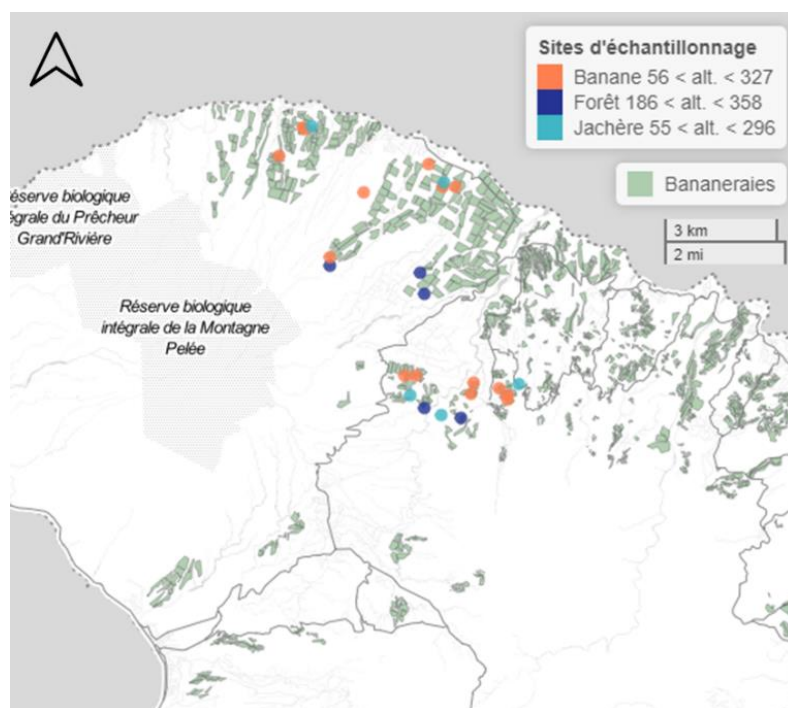 Sites d'échantillonnage
Banane 56 < alt. < 327
Forêt 186 < alt. < 358
Jachère 55 < alt. < 296
Bananeraies
3 km
2 mi
éserve biologique
égrale du Prêcheur
Grand'Rivière
Réserve biologique
intégrale de la Montagne
Pelée